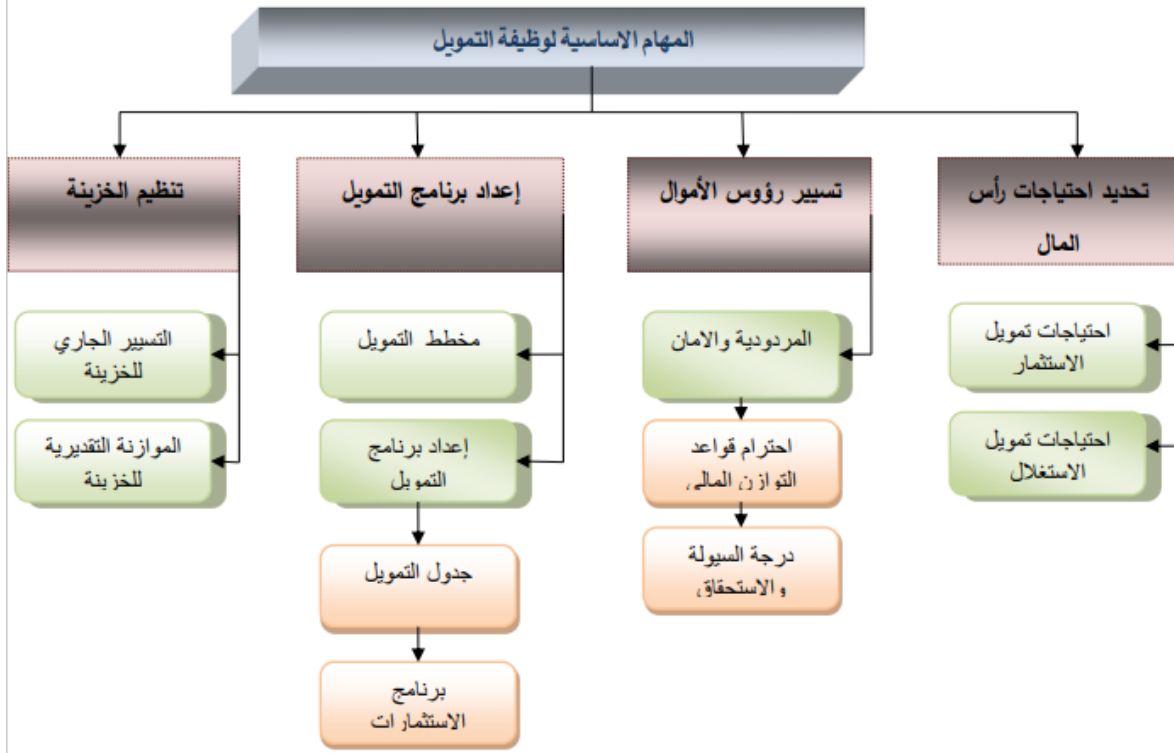 المهام الاساسية لوظيفة التمويل
تحديد احتياجات رأس
المال
تسيير رؤوس الأموال
إعداد برنامج التمويل
تنظيم الخزينة
احتياجات تمويل
الاستثمار
احتياجات تمويل
الاستغلال
المردودية والامان
احترام قواعد
التوازن المالي
درجة السيولة
والاستحقاق
مخطط التمويل
إعداد برنامج
التمويل
جدول التمويل
برنامج
الاستثمارات
التسيير الجاري
للخزينة
الموازنة التقديرية
للخزينة